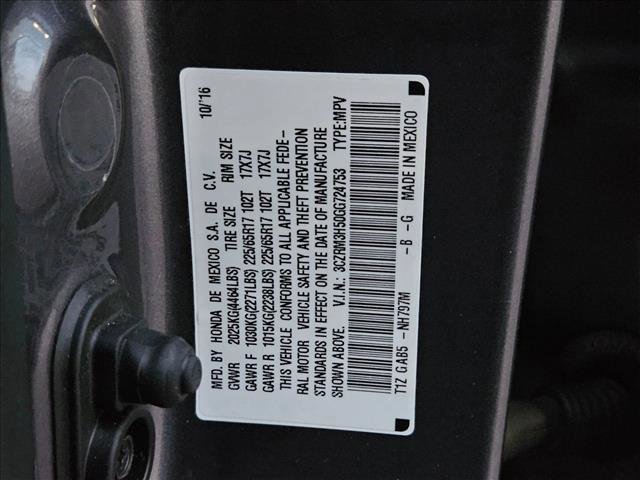 10/'16
MFD. BY HONDA DE MEXICO S.A. DE C.V.
GVWR 2025KG(4464LBS) TIRE SIZE RIM SIZE
GAWR F 1030KG(2271LBS) 225/65R17 102T 17X7J
GAWR R 1015KG(2238LBS) 225/65R17 102T 17X7J
THIS VEHICLE CONFORMS TO ALL APPLICABLE FEDE-
RAL MOTOR VEHICLE SAFETY AND THEFT PREVENTION
STANDARDS IN EFFECT ON THE DATE OF MANUFACTURE
SHOWN ABOVE. V.I.N.: 3CZRM3H50GG724753 TYPE:MPV
T1Z GAB5 -NH797M -B -G MADE IN MEXICO